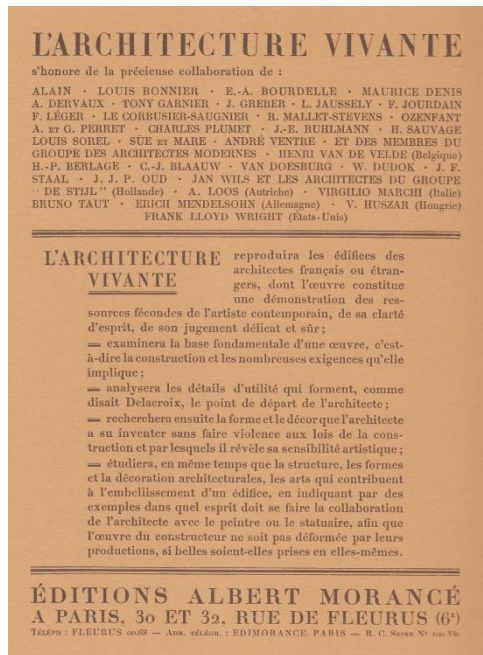 L'ARCHITECTURE VIVANTE
s'honore de la précieuse collaboration de :
ALAIN · LOUIS BONNIER · E.-A. BOURDELLE · MAURICE DENIS
A. DERVAUX · TONY GARNIER · J. GREBER · L. JAUSSELY · F. JOURDAIN
F. LÉGER · LE CORBUSIER-SAUGNIER · R. MALLET-STEVENS · OZENFANT
A. ET G. PERRET · CHARLES PLUMET · J.-E. RUHLMANN · H. SAUVAGE
LOUIS SOREL · SÜE ET MARE · ANDRÉ VENTRE · ET DES MEMBRES DU
GROUPE DES ARCHITECTES MODERNES · HENRI VAN DE VELDE (Belgique)
H.-P. BERLAGE · C.-J. BLAAUW · VAN DOESBURG · W. DUDOK · J. F.
STAAL · J. J. P. OUD · JAN WILS ET LES ARCHITECTES DU GROUPE
"DE STIJL" (Hollande) · A. LOOS (Autriche) · VIRGILIO MARCHI (Italie)
BRUNO TAUT · ERICH MENDELSOHN (Allemagne) · V. HUSZAR (Hongrie)
FRANK LLOYD WRIGHT (États-Unis)
L'ARCHITECTURE VIVANTE
reproduira les édifices des
architectes français ou étran-
gers, dont l'œuvre constitue
une démonstration des res-
sources fécondes de l'artiste contemporain, de sa clarté
d'esprit, de son jugement délicat et sûr ;
— examinera la base fondamentale d'une œuvre, c'est-
à-dire la construction et les nombreuses exigences qu'elle
implique ;
— analysera les détails d'utilité qui forment, comme
disait Delacroix, le point de départ de l'architecte ;
— recherchera ensuite la forme et le décor que l'architecte
a su inventer sans faire violence aux lois de la cons-
truction et par lesquels il révèle sa sensibilité artistique ;
— étudiera, en même temps que la structure, les formes
et la décoration architecturales, les arts qui contribuent
à l'embellissement d'un édifice, en indiquant par des
exemples dans quel esprit doit se faire la collaboration
de l'architecte avec le peintre ou le statuaire, afin que
l'œuvre du constructeur ne soit pas déformée par leurs
productions, si belles soient-elles prises en elles-mêmes.
ÉDITIONS ALBERT MORANCÉ
A PARIS, 30 ET 32, RUE DE FLEURUS (6e)
TÉLÉPH : FLEURUS 00.68 — ADR. TÉLÉGR. : EDIMORANCE, PARIS — R. C. SEINE N°